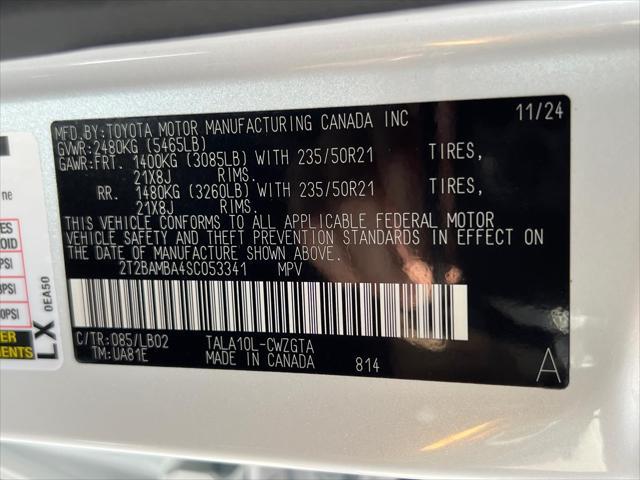 11/24
MFD.BY:TOYOTA MOTOR MANUFACTURING CANADA INC
GVWR:2480KG (5465LB)
GAWR:FRT. 1400KG (3085LB) WITH 235/50R21 TIRES,
21X8J RIMS.
RR. 1480KG (3260LB) WITH 235/50R21 TIRES,
21X8J RIMS.
THIS VEHICLE CONFORMS TO ALL APPLICABLE FEDERAL MOTOR
VEHICLE SAFETY AND THEFT PREVENTION STANDARDS IN EFFECT ON
THE DATE OF MANUFACTURE SHOWN ABOVE.
2T2BAMBA4SC053341 MPV
C/TR:085/LB02 TALA10L-CWZGTA
TM:UA81E MADE IN CANADA 814
A
LX
0EA50
PSI
PSI